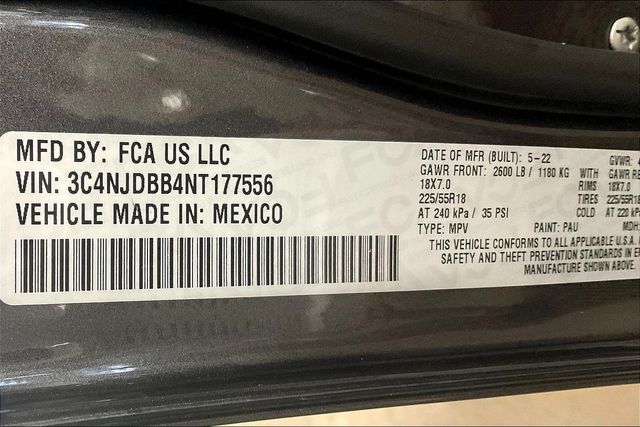 MFD BY: FCA US LLC
VIN: 3C4NJDBB4NT177556
VEHICLE MADE IN: MEXICO
DATE OF MFR (BUILT): 5-22 GVWR:
GAWR FRONT: 2600 LB / 1180 KG WITH GAWR
18X7.0 RIMS 18X7.0
225/55R18 TIRES 225/55R18
AT 240 kPa / 35 PSI COLD AT 220
TYPE: MPV PAINT: PAU MDH:
THIS VEHICLE CONFORMS TO ALL APPLICABLE U.S.A.
SAFETY AND THEFT PREVENTION STANDARDS IN
MANUFACTURE SHOWN ABOVE.